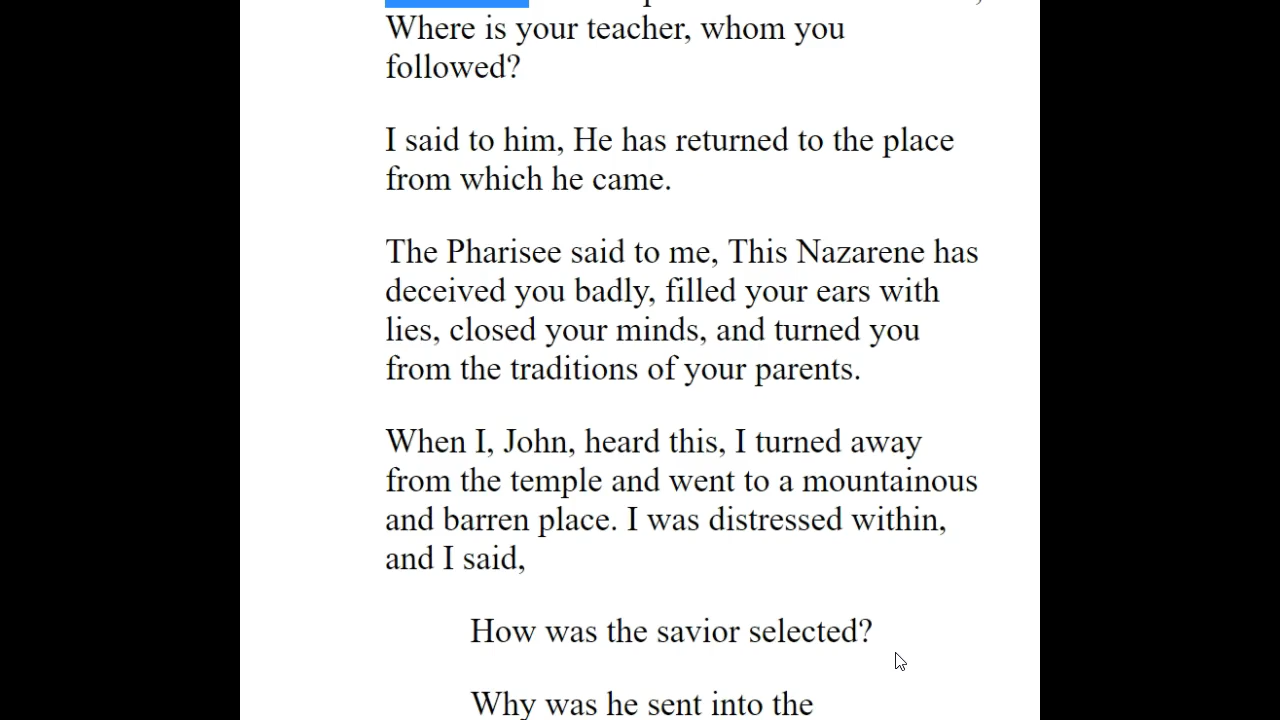 Where is your teacher, whom you
followed?
I said to him, He has returned to the place
from which he came.
The Pharisee said to me, This Nazarene has
deceived you badly, filled your ears with
lies, closed your minds, and turned you
from the traditions of your parents.
When I, John, heard this, I turned away
from the temple and went to a mountainous
and barren place. I was distressed within,
and I said,
How was the savior selected?
Why was he sent into the